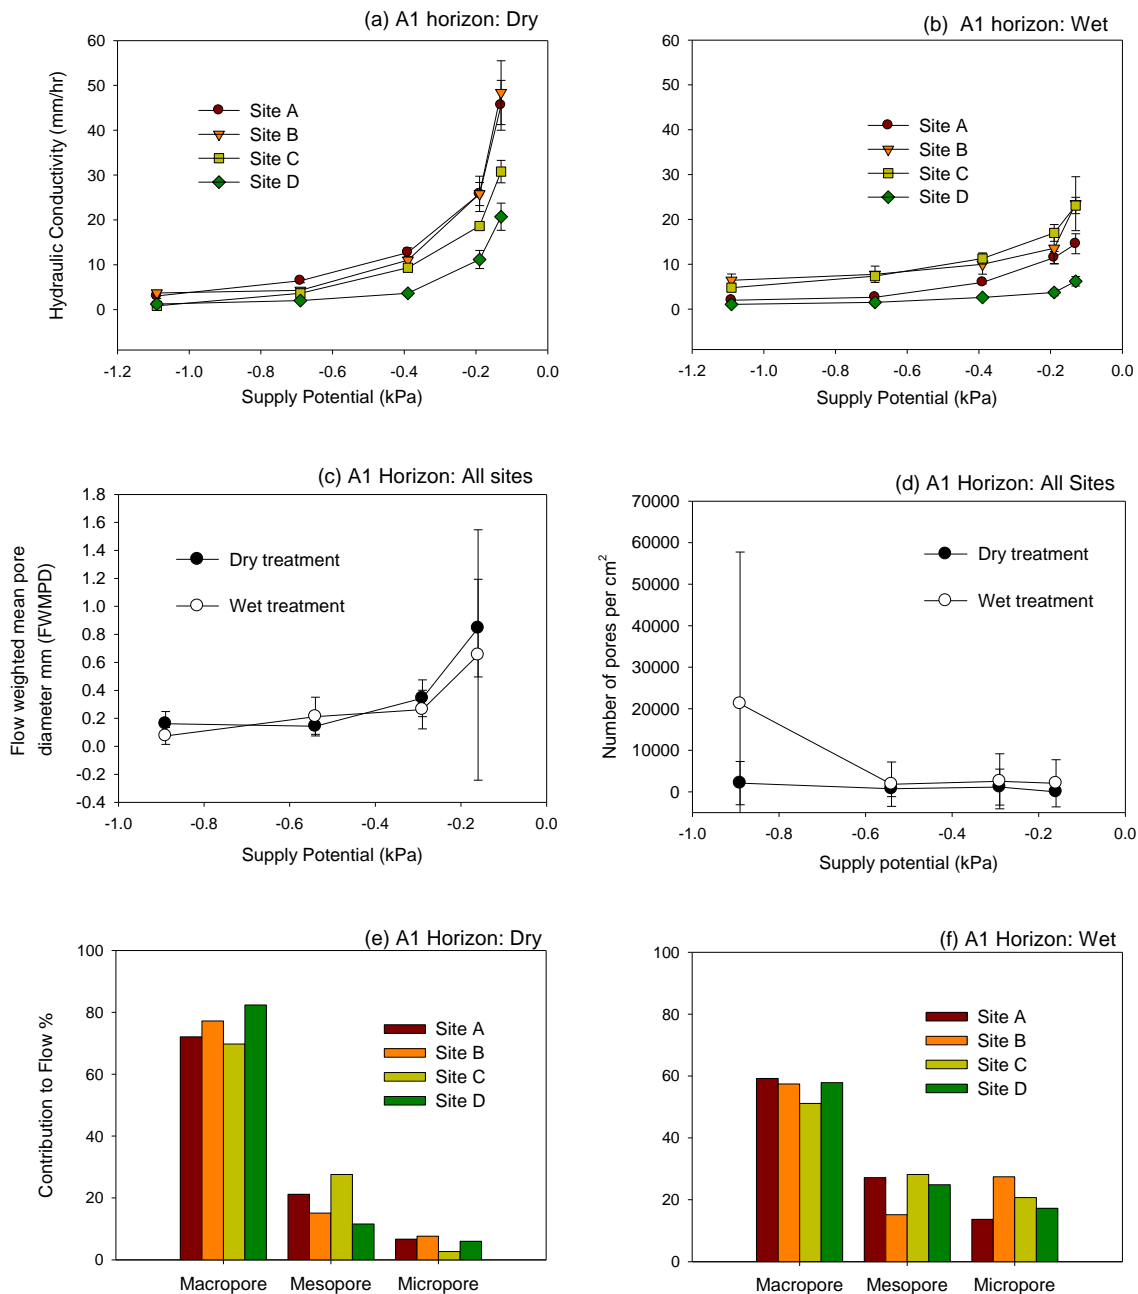 (a) A1 horizon: Dry
60
50
40
30
20
10
0
Hydraulic Conductivity (mm/hr)
Site A
Site B
Site C
Site D
-1.2 -1.0 -0.8 -0.6 -0.4 -0.2 0.0
Supply Potential (kPa)
(b) A1 horizon: Wet
60
50
40
30
20
10
0
Site A
Site B
Site C
Site D
-1.2 -1.0 -0.8 -0.6 -0.4 -0.2 0.0
Supply Potential (kPa)
(c) A1 Horizon: All sites
1.8
1.6
1.4
1.2
1.0
0.8
0.6
0.4
0.2
0.0
-0.2
-0.4
Flow weighted mean pore
diameter mm (FWMPD)
Dry treatment
Wet treatment
-1.0 -0.8 -0.6 -0.4 -0.2 0.0
Supply Potential (kPa)
(d) A1 Horizon: All Sites
70000
60000
50000
40000
30000
20000
10000
0
Number of pores per cm2
Dry treatment
Wet treatment
-1.0 -0.8 -0.6 -0.4 -0.2 0.0
Supply potential (kPa)
(e) A1 Horizon: Dry
100
80
60
40
20
0
Contribution to Flow %
Site A
Site B
Site C
Site D
Macropore Mesopore Micropore
(f) A1 Horizon: Wet
100
80
60
40
20
0
Site A
Site B
Site C
Site D
Macropore Mesopore Micropore